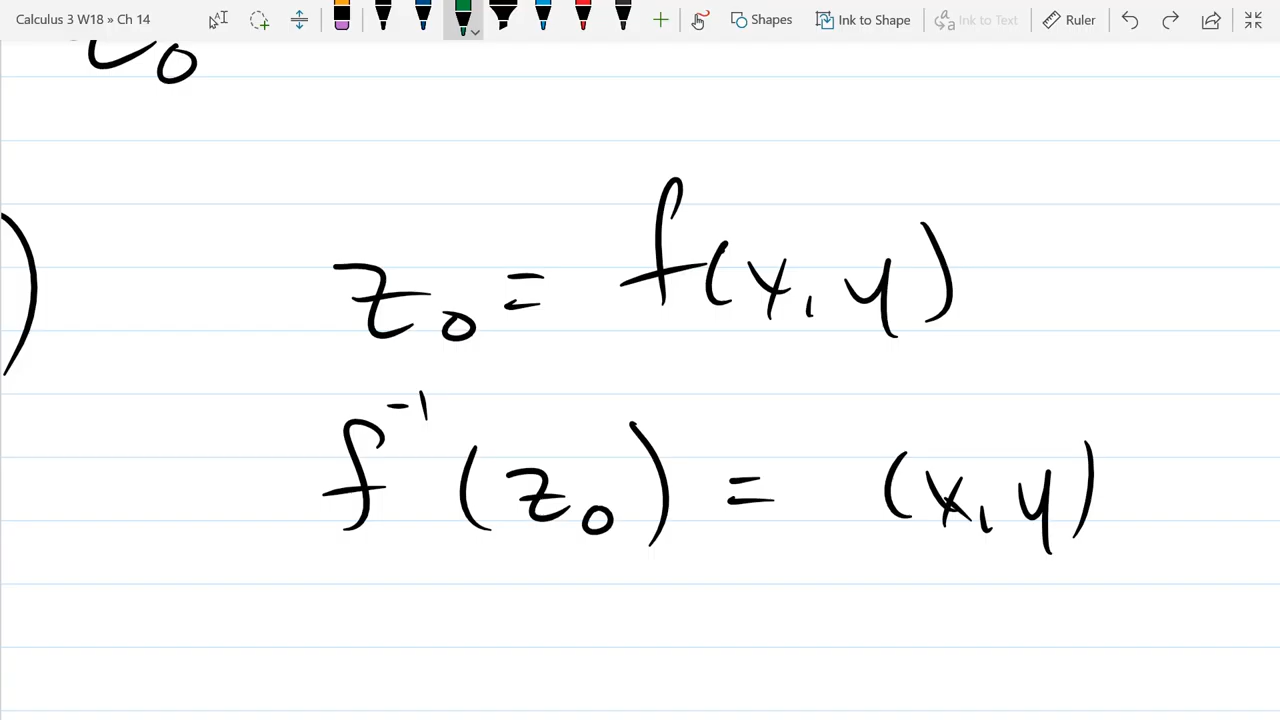 Calculus 3 W18 » Ch 14
Shapes
Ink to Shape
Ink to Text
Ruler
z₀ = f(x, y)
f⁻¹(z₀) = (x, y)